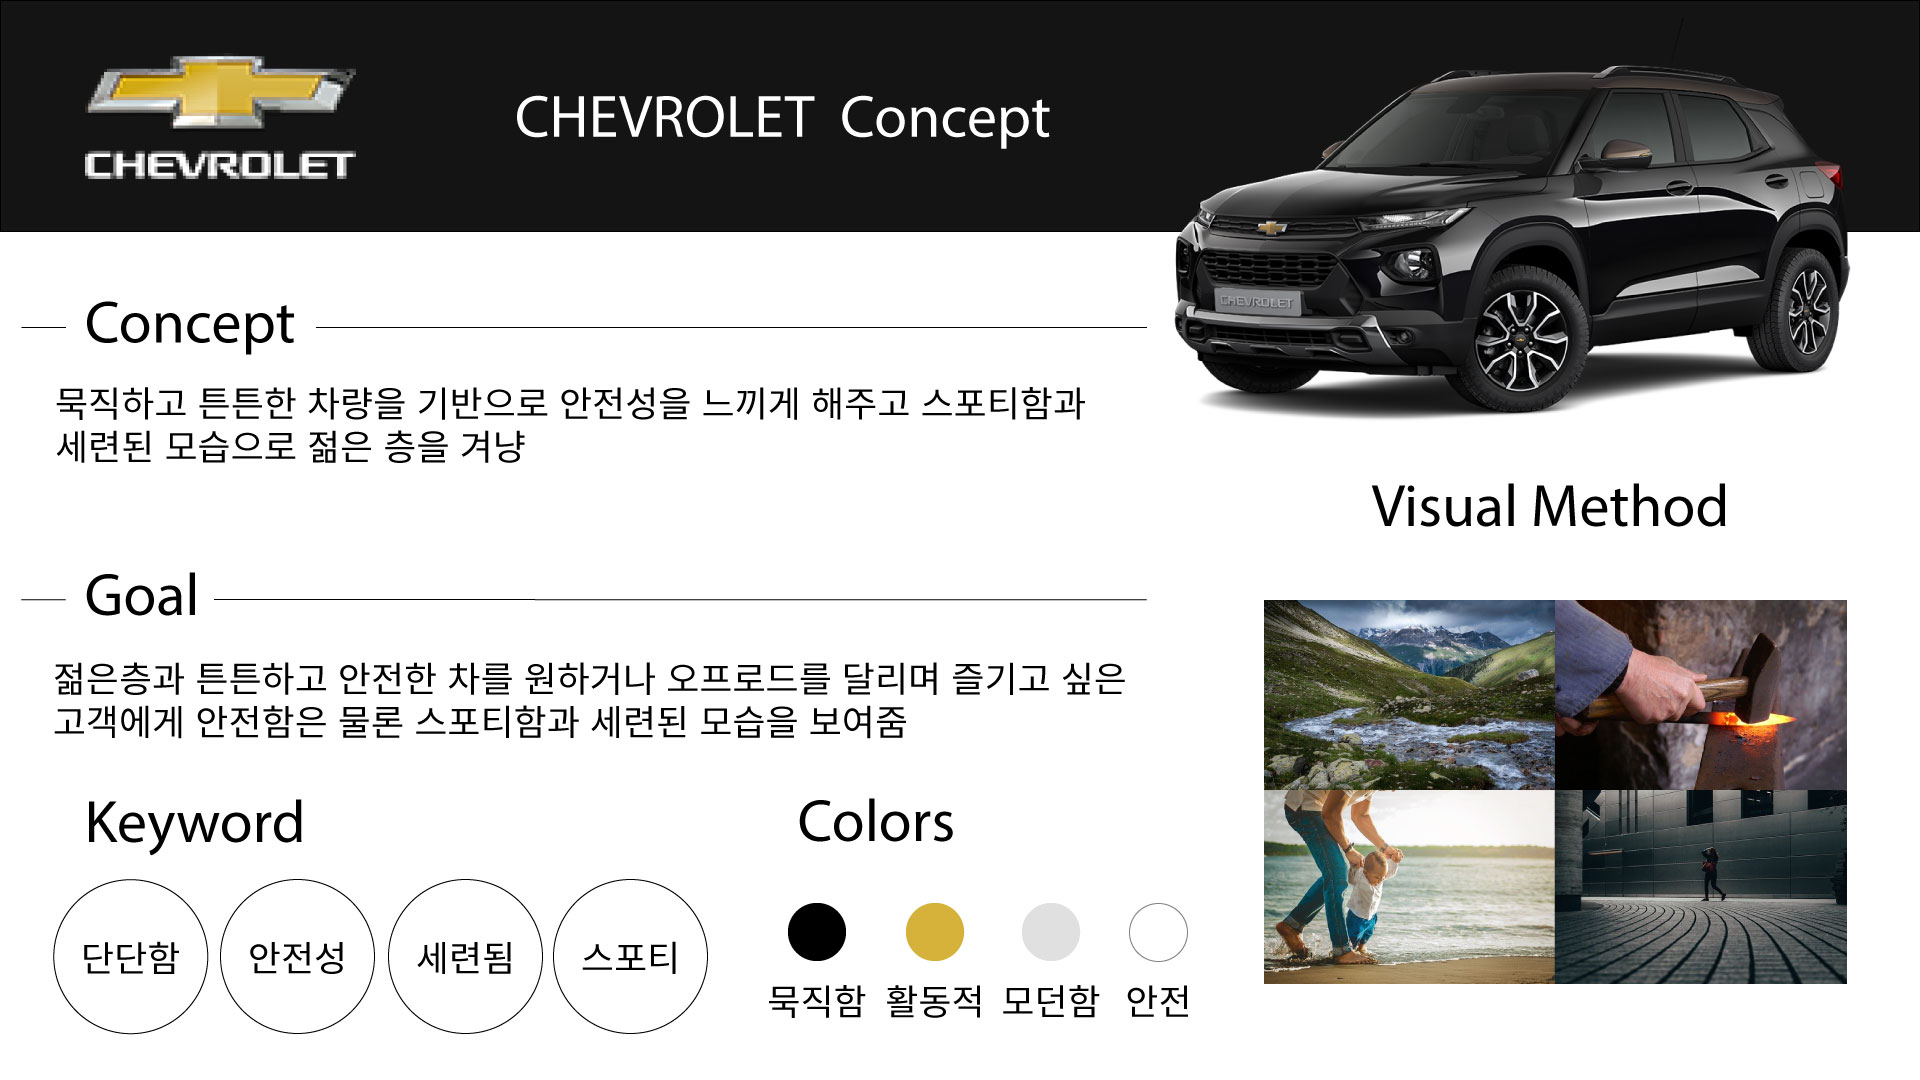 CHEVROLET
CHEVROLET Concept
CHEVROLET
Concept
묵직하고 튼튼한 차량을 기반으로 안전성을 느끼게 해주고 스포티함과
세련된 모습으로 젊은 층을 겨냥
Visual Method
Goal
젊은층과 튼튼하고 안전한 차를 원하거나 오프로드를 달리며 즐기고 싶은
고객에게 안전함은 물론 스포티함과 세련된 모습을 보여줌
Keyword
단단함 안전성 세련됨 스포티
Colors
묵직함 활동적 모던함 안전